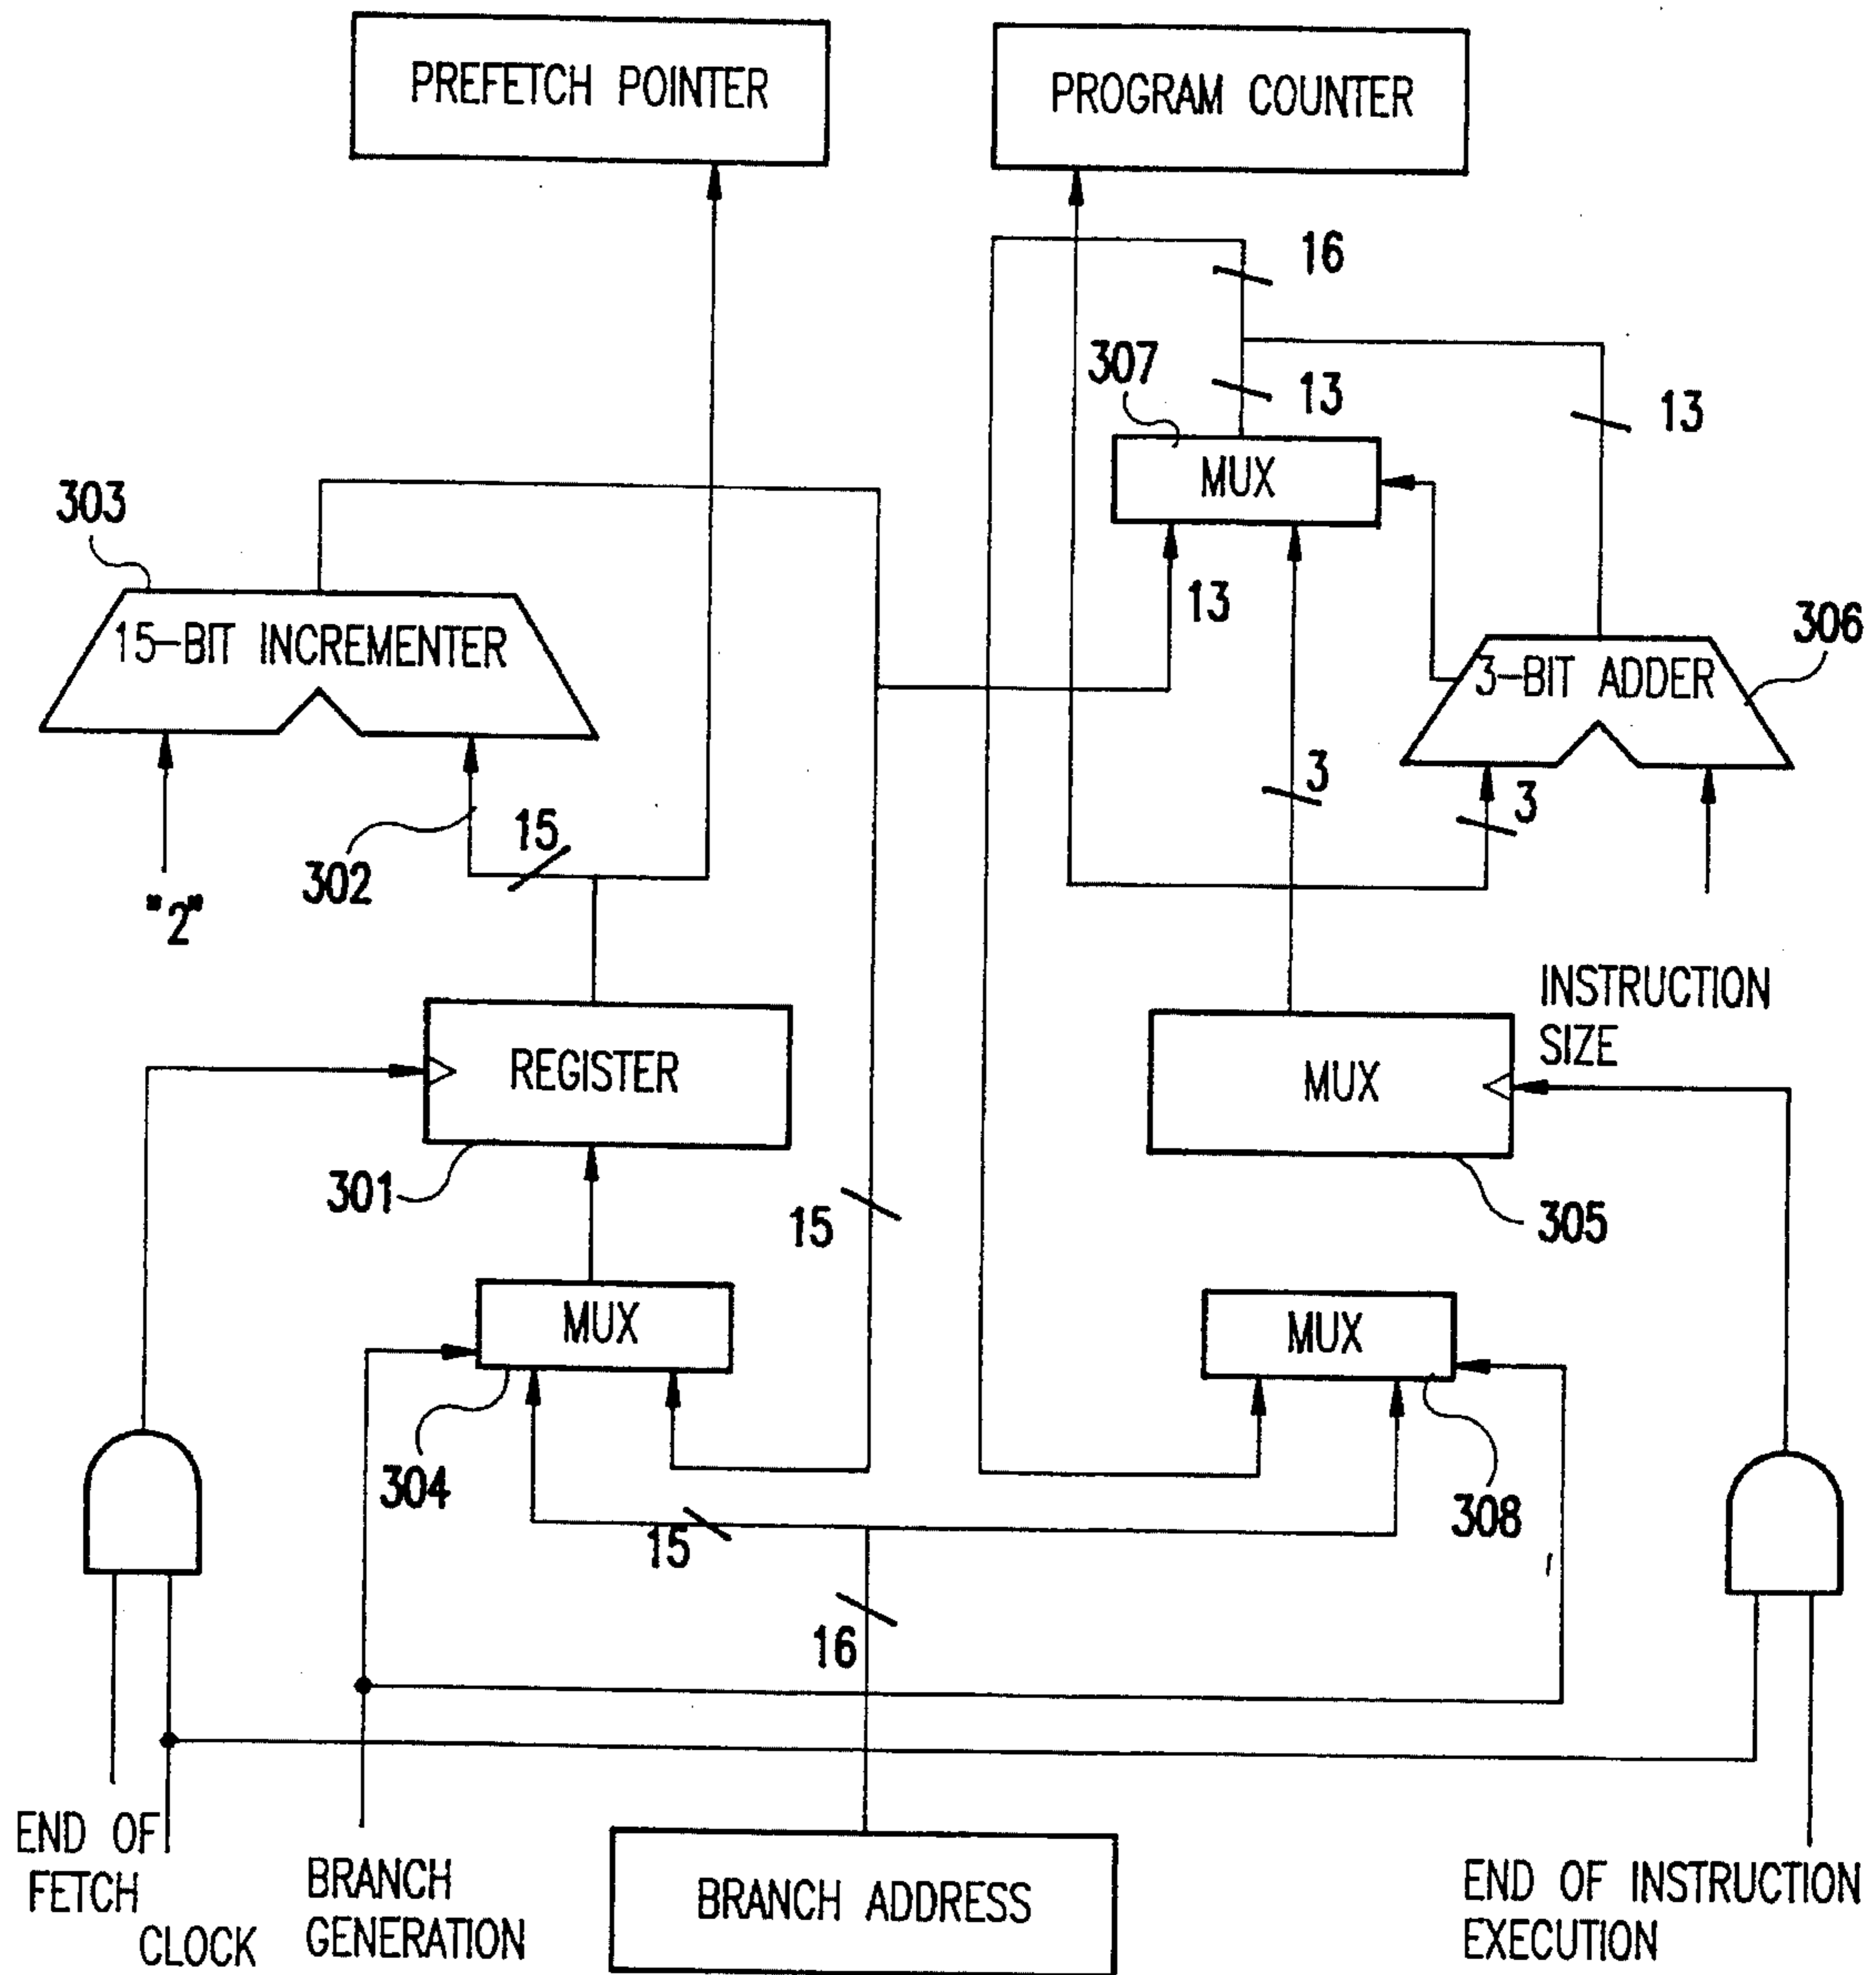 PREFETCH POINTER
PROGRAM COUNTER
16
307
13
13
MUX
303
13
15-BIT INCREMENTER
3-BIT ADDER
306
3
3
15
302
"2"
INSTRUCTION
SIZE
REGISTER
MUX
301
15
305
MUX
MUX
304
15
308
16
END OF
FETCH
CLOCK
BRANCH
GENERATION
BRANCH ADDRESS
END OF INSTRUCTION
EXECUTION